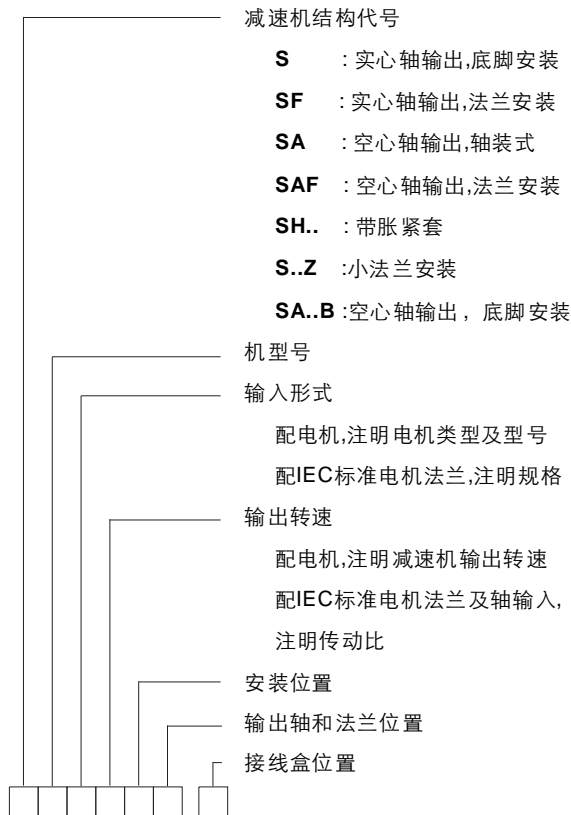 减速机结构代号
S : 实心轴输出,底脚安装
SF : 实心轴输出,法兰安装
SA : 空心轴输出,轴装式
SAF : 空心轴输出,法兰安装
SH.. : 带胀紧套
S..Z :小法兰安装
SA..B :空心轴输出，底脚安装
机型号
输入形式
配电机,注明电机类型及型号
配IEC标准电机法兰,注明规格
输出转速
配电机,注明减速机输出转速
配IEC标准电机法兰及轴输入,
注明传动比
安装位置
输出轴和法兰位置
接线盒位置